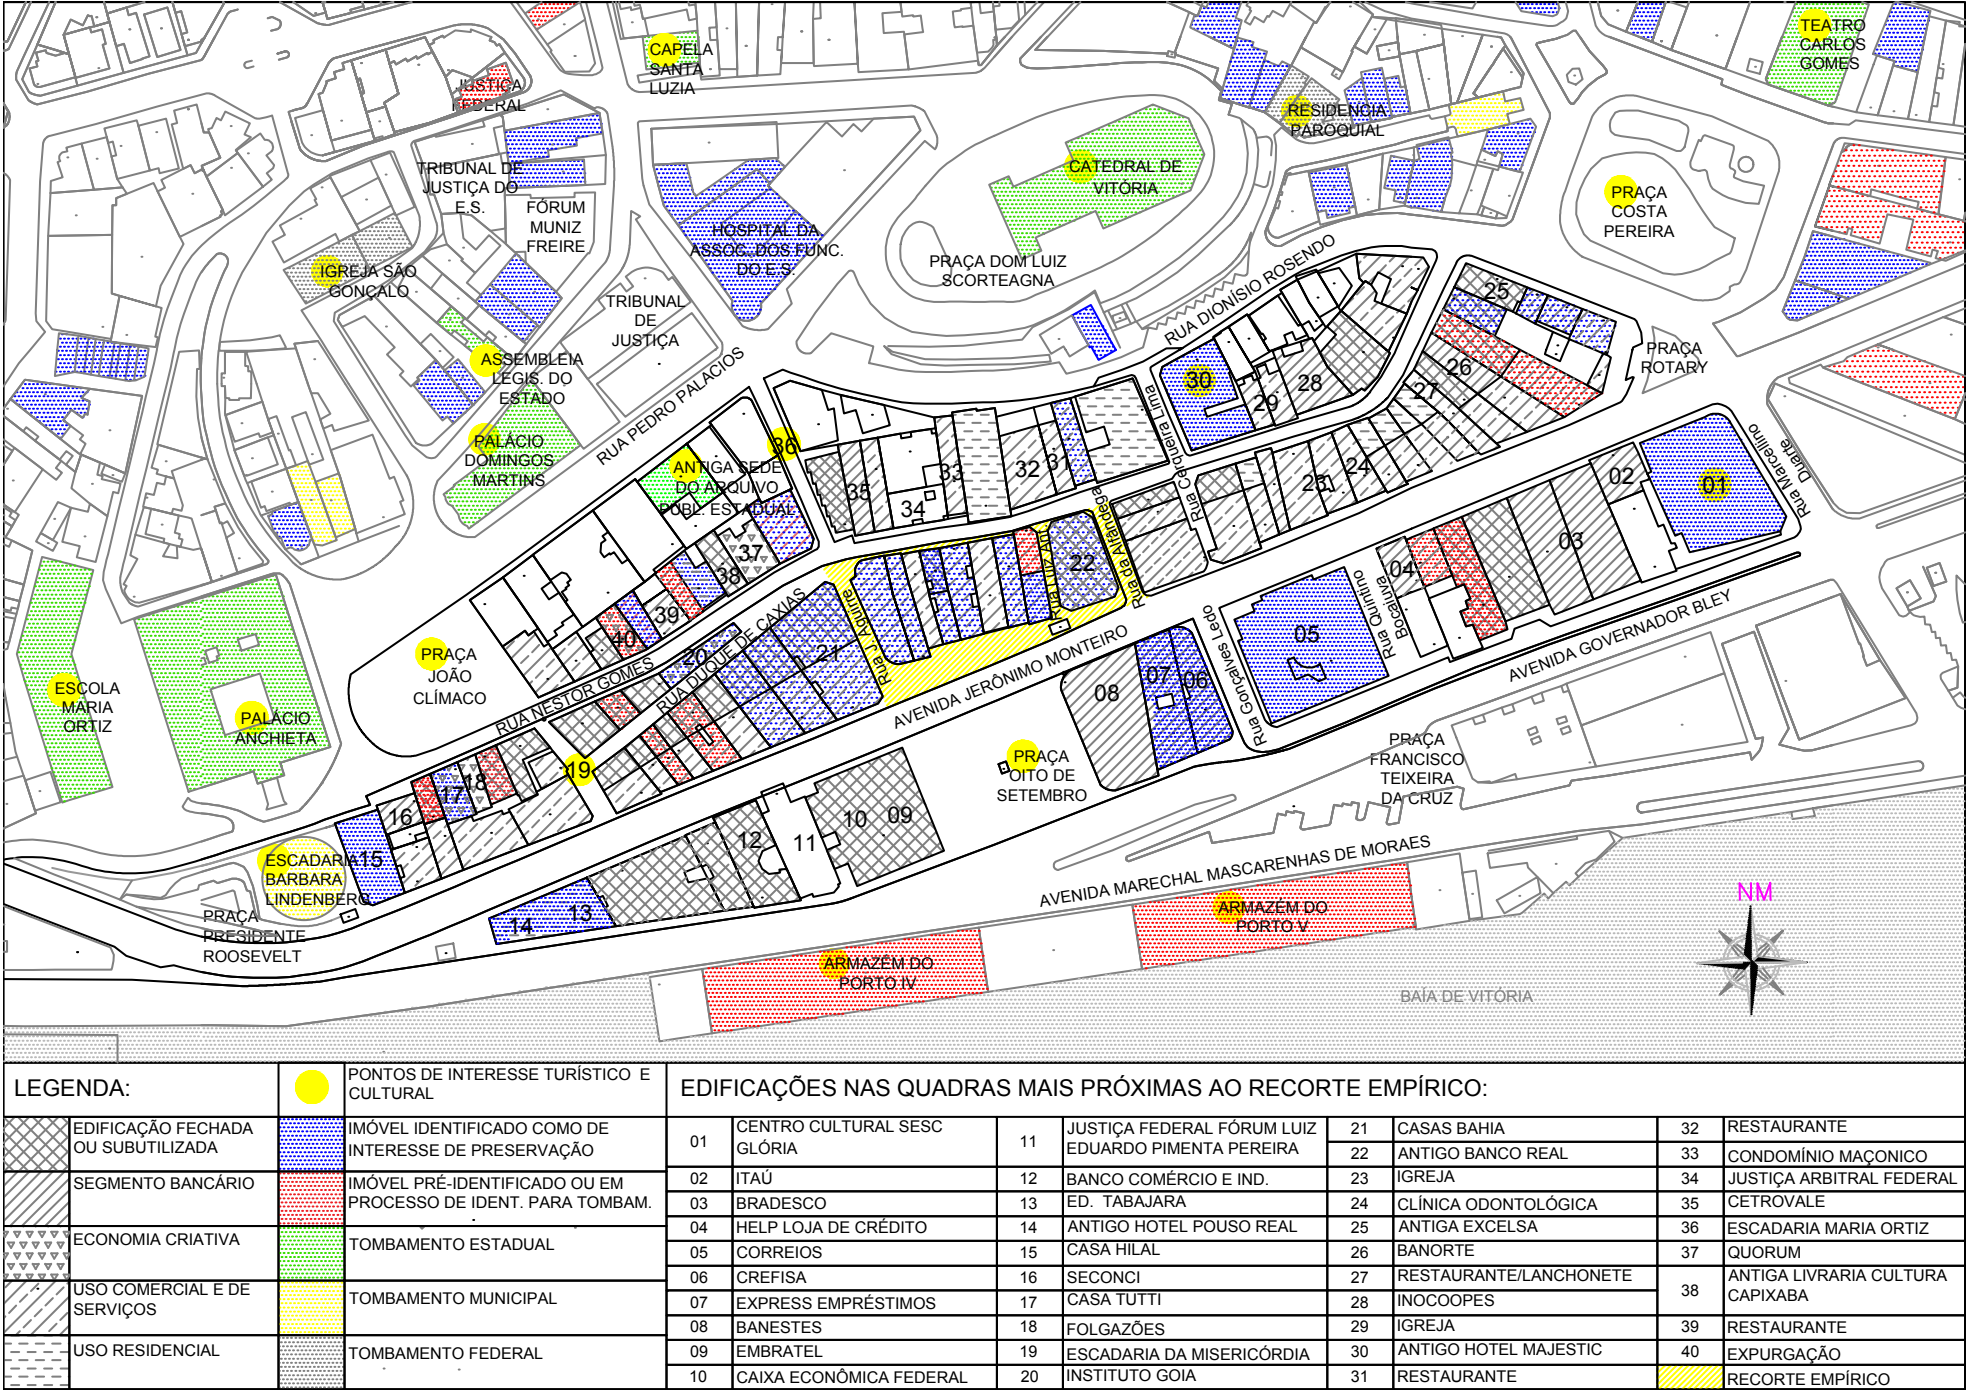 CAPELA
SANTA
LUZIA
TEATRO
CARLOS
GOMES
JUSTIÇA
FEDERAL
RESIDENCIA
PAROQUIAL
TRIBUNAL DE
JUSTIÇA DO
E.S.
FÓRUM
MUNIZ
FREIRE
CATEDRAL DE
VITÓRIA
PRAÇA
COSTA
PEREIRA
HOSPITAL DA
ASSOC. DOS FUNC.
DO E.S.
PRAÇA DOM LUIZ
SCORTEAGNA
IGREJA SÃO
GONÇALO
TRIBUNAL
DE
JUSTIÇA
RUA DIONÍSIO ROSENDO
25
PRAÇA
ROTARY
ASSEMBLEIA
LEGIS. DO
ESTADO
RUA PEDRO PALÁCIOS
30
29
28
26
27
Rua Cerqueira Lima
PALÁCIO
DOMINGOS
MARTINS
36
ANTIGA SEDE
DO ARQUIVO
PUBL. ESTADUAL
35
34
33
32
31
Rua Cerqueira Lima
23
24
02
01
Rua Marcelino
Duarte
37
38
39
40
Rua Luiz Ant.
22
Rua da Alfândega
03
04
Rua Quintino
Bocaiuva
05
Rua Gonçalves Ledo
AVENIDA GOVERNADOR BLEY
PRAÇA
JOÃO
CLÍMACO
RUA NESTOR GOMES
20
RUA DUQUE DE CAXIAS
21
Rua J. Aguirre
AVENIDA JERÔNIMO MONTEIRO
08
07
06
ESCOLA
MARIA
ORTIZ
PALÁCIO
ANCHIETA
PRAÇA
OITO DE
SETEMBRO
PRAÇA
FRANCISCO
TEIXEIRA
DA CRUZ
19
18
17
16
15
10
09
11
12
13
14
ESCADARIA
BARBARA
LINDENBERG
PRAÇA
PRESIDENTE
ROOSEVELT
AVENIDA MARECHAL MASCARENHAS DE MORAES
ARMAZÉM DO
PORTO V
ARMAZÉM DO
PORTO IV
BAÍA DE VITÓRIA
NM
LEGENDA:
PONTOS DE INTERESSE TURÍSTICO E
CULTURAL
EDIFICAÇÃO FECHADA
OU SUBUTILIZADA
IMÓVEL IDENTIFICADO COMO DE
INTERESSE DE PRESERVAÇÃO
SEGMENTO BANCÁRIO
IMÓVEL PRÉ-IDENTIFICADO OU EM
PROCESSO DE IDENT. PARA TOMBAM.
ECONOMIA CRIATIVA
TOMBAMENTO ESTADUAL
USO COMERCIAL E DE
SERVIÇOS
TOMBAMENTO MUNICIPAL
USO RESIDENCIAL
TOMBAMENTO FEDERAL
EDIFICAÇÕES NAS QUADRAS MAIS PRÓXIMAS AO RECORTE EMPÍRICO:
01 CENTRO CULTURAL SESC
GLÓRIA
02 ITAÚ
03 BRADESCO
04 HELP LOJA DE CRÉDITO
05 CORREIOS
06 CREFISA
07 EXPRESS EMPRÉSTIMOS
08 BANESTES
09 EMBRATEL
10 CAIXA ECONÔMICA FEDERAL
11 JUSTIÇA FEDERAL FÓRUM LUIZ
EDUARDO PIMENTA PEREIRA
12 BANCO COMÉRCIO E IND.
13 ED. TABAJARA
14 ANTIGO HOTEL POUSO REAL
15 CASA HILAL
16 SECONCI
17 CASA TUTTI
18 FOLGAZÕES
19 ESCADARIA DA MISERICÓRDIA
20 INSTITUTO GOIA
21 CASAS BAHIA
22 ANTIGO BANCO REAL
23 IGREJA
24 CLÍNICA ODONTOLÓGICA
25 ANTIGA EXCELSA
26 BANORTE
27 RESTAURANTE/LANCHONETE
28 INOCOOPES
29 IGREJA
30 ANTIGO HOTEL MAJESTIC
31 RESTAURANTE
32 RESTAURANTE
33 CONDOMÍNIO MAÇONICO
34 JUSTIÇA ARBITRAL FEDERAL
35 CETROVALE
36 ESCADARIA MARIA ORTIZ
37 QUORUM
38 ANTIGA LIVRARIA CULTURA
CAPIXABA
39 RESTAURANTE
40 EXPURGAÇÃO
RECORTE EMPÍRICO